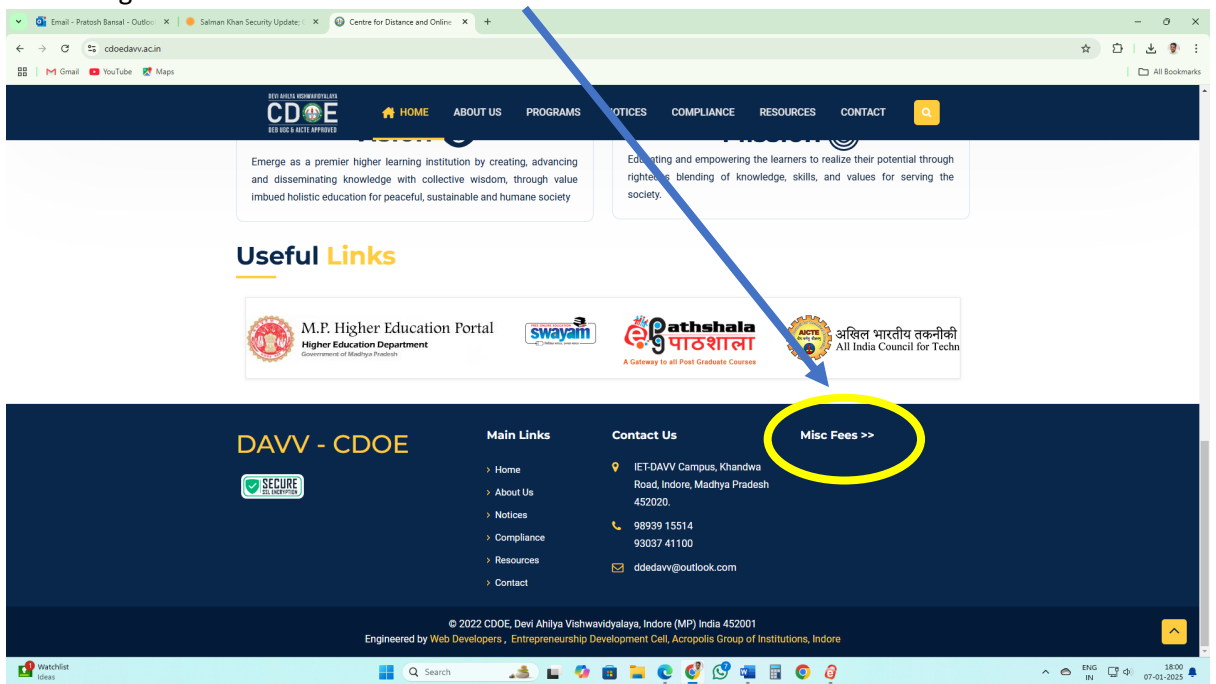 Email - Pratosh Bansal - Outlool
Salman Khan Security Update:
Centre for Distance and Online
cdoedavv.ac.in
Gmail
YouTube
Maps
All Bookmarks
DEVI AHILYA VISHWAVIDYALAYA
CDOE
DEB UGC & AICTE APPROVED
HOME
ABOUT US
PROGRAMS
NOTICES
COMPLIANCE
RESOURCES
CONTACT
Emerge as a premier higher learning institution by creating, advancing
and disseminating knowledge with collective wisdom, through value
imbued holistic education for peaceful, sustainable and humane society
Educating and empowering the learners to realize their potential through
righteous blending of knowledge, skills, and values for serving the
society.
Useful Links
M.P. Higher Education Portal
Higher Education Department
Government of Madhya Pradesh
swayam
Pathshala
पाठशाला
A Gateway to all Post Graduate Courses
AICTE
अखिल भारतीय तकनीकी
All India Council for Techn
DAVV - CDOE
SECURE
SSL ENCRYPTION
Main Links
> Home
> About Us
> Notices
> Compliance
> Resources
> Contact
Contact Us
IET-DAVV Campus, Khandwa
Road, Indore, Madhya Pradesh
452020.
98939 15514
93037 41100
ddedavv@outlook.com
Misc Fees >>
© 2022 CDOE, Devi Ahilya Vishwavidyalaya, Indore (MP) India 452001
Engineered by Web Developers , Entrepreneurship Development Cell, Acropolis Group of Institutions, Indore
Watchlist
Ideas
Search
ENG
IN
18:00
07-01-2025